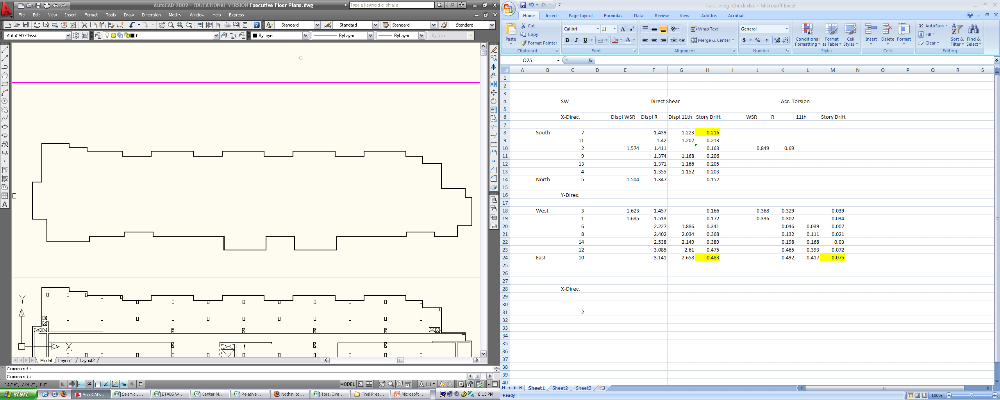 AutoCAD 2009 - EDUCATIONAL VERSION Executive Floor Plans.dwg
Type a keyword or phrase
File Edit View Insert Format Tools Draw Dimension Modify Window Help Express
Standard Standard Standard Standard
AutoCAD Classic 0 ByLayer ByLayer ByLayer ByColor
E
A
Y
X
Model Layout1 Layout2
Command:
Command:
142'-6", 779'-2" , 0'-0" MODEL 1:1
start AutoCAD... Seismic L... ETABS W... Center M... Relative ... Nothin' to... Tors. Irre... Final Pres... Microsoft ... 6:13 PM
Tors. Irreg. Check.xlsx - Microsoft Excel
Home Insert Page Layout Formulas Data Review View Add-Ins Acrobat
Paste Cut Copy Format Painter Clipboard
Calibri 11 A A B I U A Font
Wrap Text Merge & Center Alignment
General $ % , Number
Conditional Formatting Format as Table Cell Styles Styles
Insert Delete Format Cells
Σ AutoSum Fill Clear Sort & Filter Find & Select Editing
O25 fx
A B C D E F G H I J K L M N O P Q R S
1
2
3
4 SW Direct Shear Acc. Torsion
5
6 X-Direc. Displ WSR Displ R Displ 11th Story Drift WSR R 11th Story Drift
7
8 South 7 1.439 1.223 0.216
9 11 1.42 1.207 0.213
10 2 1.574 1.411 0.163 0.849 0.69
11 9 1.374 1.168 0.206
12 13 1.371 1.166 0.205
13 4 1.355 1.152 0.203
14 North 5 1.504 1.347 0.157
15
16 Y-Direc.
17
18 West 3 1.623 1.457 0.166 0.368 0.329 0.039
19 1 1.685 1.513 0.172 0.336 0.302 0.034
20 6 2.227 1.886 0.341 0.046 0.039 0.007
21 8 2.402 2.034 0.368 0.132 0.111 0.021
22 14 2.538 2.149 0.389 0.198 0.168 0.03
23 12 3.085 2.61 0.475 0.465 0.393 0.072
24 East 10 3.141 2.658 0.483 0.492 0.417 0.075
25
26
27
28 X-Direc.
29
30
31 2
32
33
34
35
36
37
38
39
40
Sheet1 Sheet2 Sheet3
Ready 100%